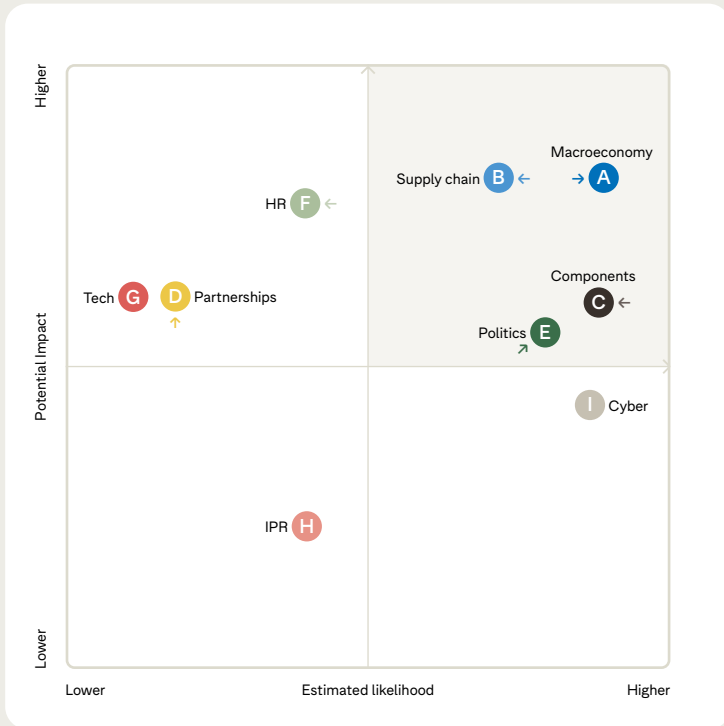 Higher
Macroeconomy
Supply chain B
A
HR F
Components
Tech G
D Partnerships
C
Politics E
Potential Impact
I Cyber
IPR H
Lower
Lower
Estimated likelihood
Higher